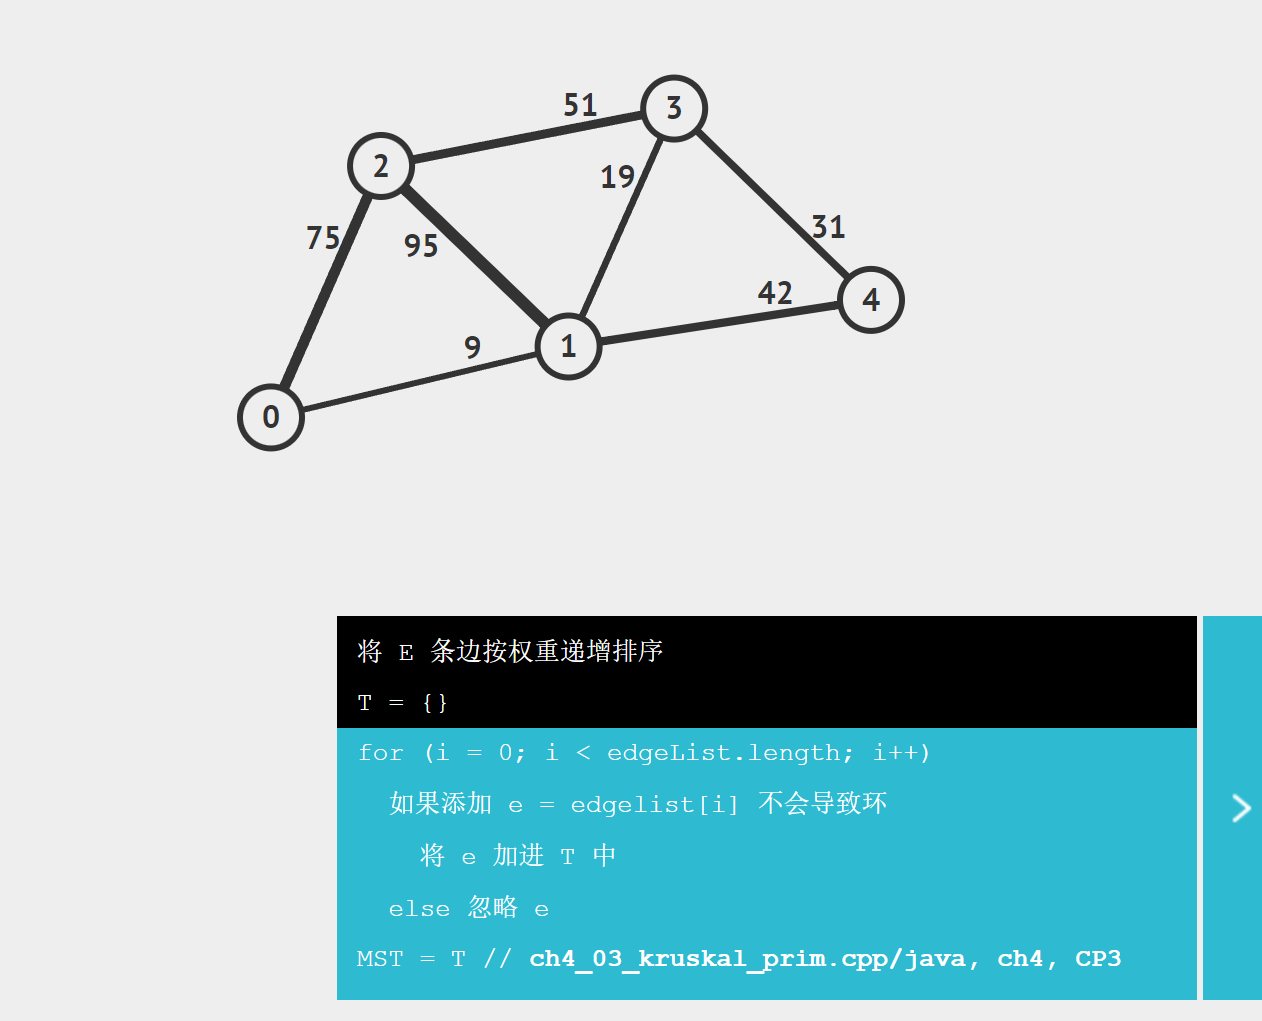 3
51
2
19
75
95
31
42
4
9
1
0
将 E 条边按权重递增排序
T = {}
for (i = 0; i < edgeList.length; i++)
如果添加 e = edgelist[i] 不会导致环
将 e 加进 T 中
else 忽略 e
MST = T // ch4_03_kruskal_prim.cpp/java, ch4, CP3